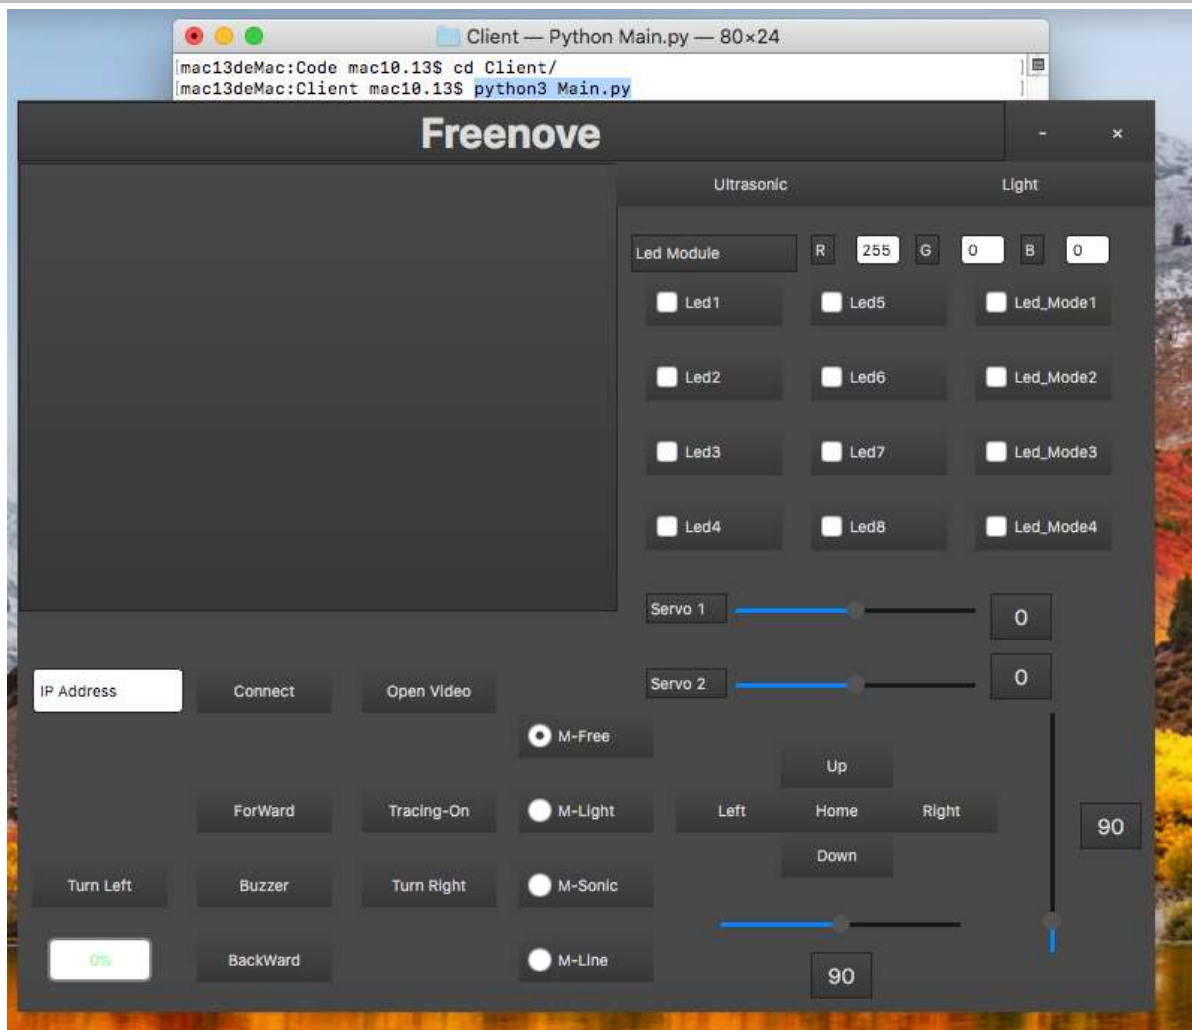 Client — Python Main.py — 80×24
[mac13deMac:Code mac10.13$ cd Client/ ]
[mac13deMac:Client mac10.13$ python3 Main.py ]
Freenove - ×
Ultrasonic Light
Led Module R 255 G 0 B 0
Led1 Led5 Led_Mode1
Led2 Led6 Led_Mode2
Led3 Led7 Led_Mode3
Led4 Led8 Led_Mode4
Servo 1 0
Servo 2 0
IP Address Connect Open Video
M-Free
Up
ForWard Tracing-On M-Light Left Home Right 90
Down
Turn Left Buzzer Turn Right M-Sonic
0% BackWard M-Line 90